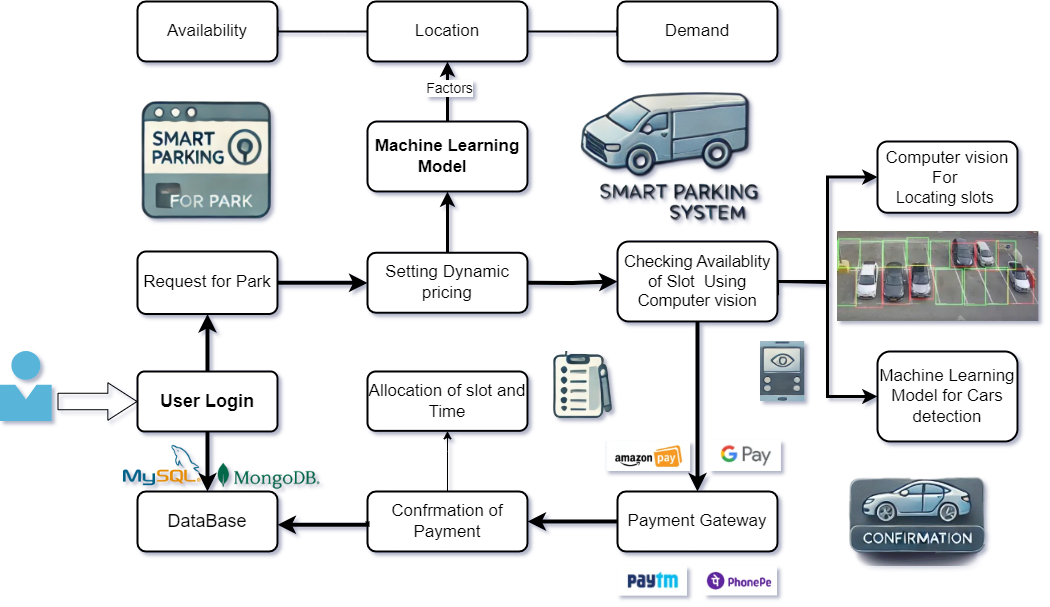 Availability
Location
Demand
Factors
Machine Learning
Model
SMART
PARKING
FOR PARK
SMART PARKING
SYSTEM
Computer vision
For
Locating slots
Request for Park
Setting Dynamic
pricing
Checking Availablity
of Slot Using
Computer vision
User Login
Allocation of slot and
Time
Machine Learning
Model for Cars
detection
MySQL
MongoDB.
amazon pay
G Pay
DataBase
Confrmation of
Payment
Payment Gateway
CONFIRMATION
paytm
PhonePe